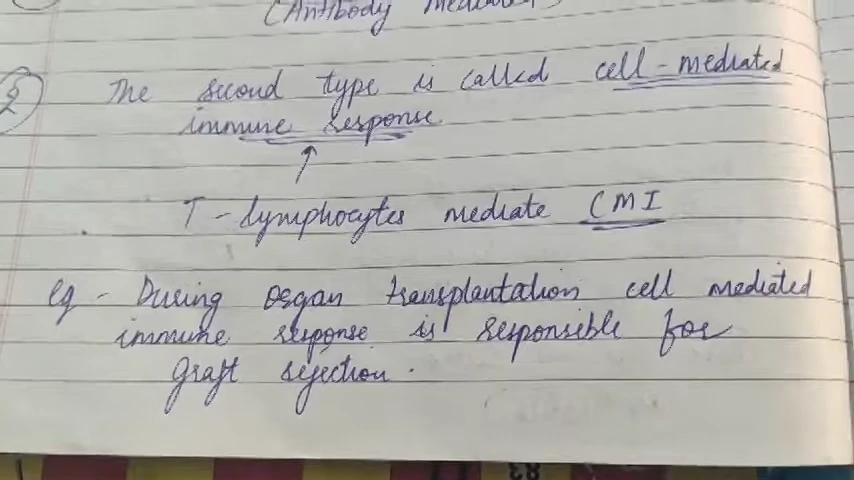 (Antibody Mediated)
2
The second type is called cell-mediated
immune response.
↑
T-lymphocytes mediate CMI
eg - During organ transplantation cell mediated
immune response is responsible for
graft rejection.